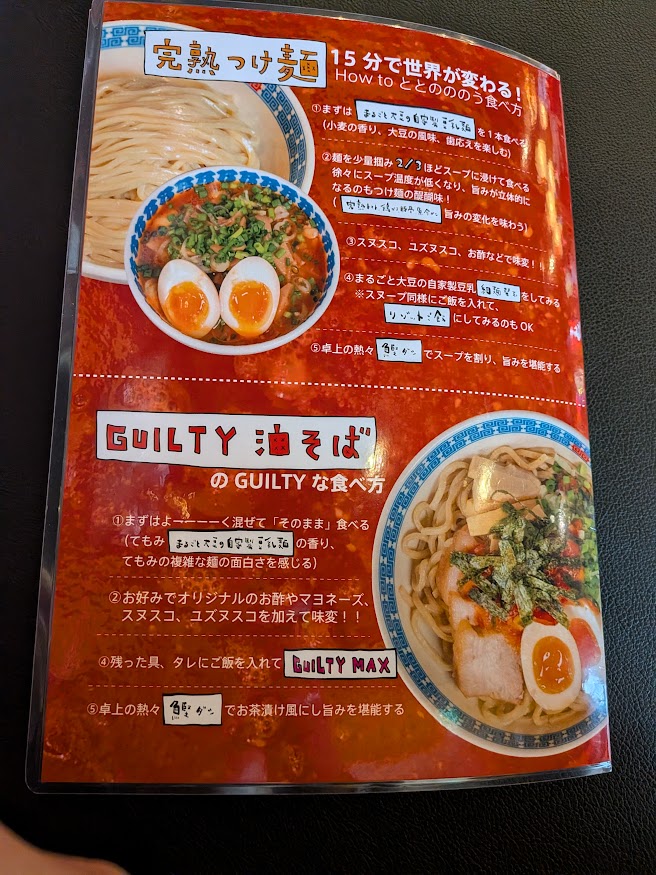 完熟つけ麺
15分で世界が変わる！
How to ととのののう食べ方
①まずは まるごと大豆の自家製豆乳麺 を1本食べる
(小麦の香り、大豆の風味、歯応えを楽しむ)
②麺を少量掴み 2/3 ほどスープに浸けて食べる
徐々にスープ温度が低くなり、旨みが立体的に
なるのもつけ麺の醍醐味！
( 旨みの変化を味わう)
③スヌスコ、ユズヌスコ、お酢などで味変！
④まるごと大豆の自家製豆乳 をしてみる
※スヌープ同様にご飯を入れて、
リゾット にしてみるのもOK
⑤卓上の熱々 鰹ダシ でスープを割り、旨みを堪能する
GUILTY 油そば
の GUILTY な食べ方
①まずはよーーーーく混ぜて「そのまま」食べる
(てもみ まるごと大豆の自家製豆乳麺 の香り、
てもみの複雑な麺の面白さを感じる)
②お好みでオリジナルのお酢やマヨネーズ、
スヌスコ、ユズヌスコを加えて味変！！
④残った具、タレにご飯を入れて GUILTY MAX
⑤卓上の熱々 鰹ダシ でお茶漬け風にし旨みを堪能する